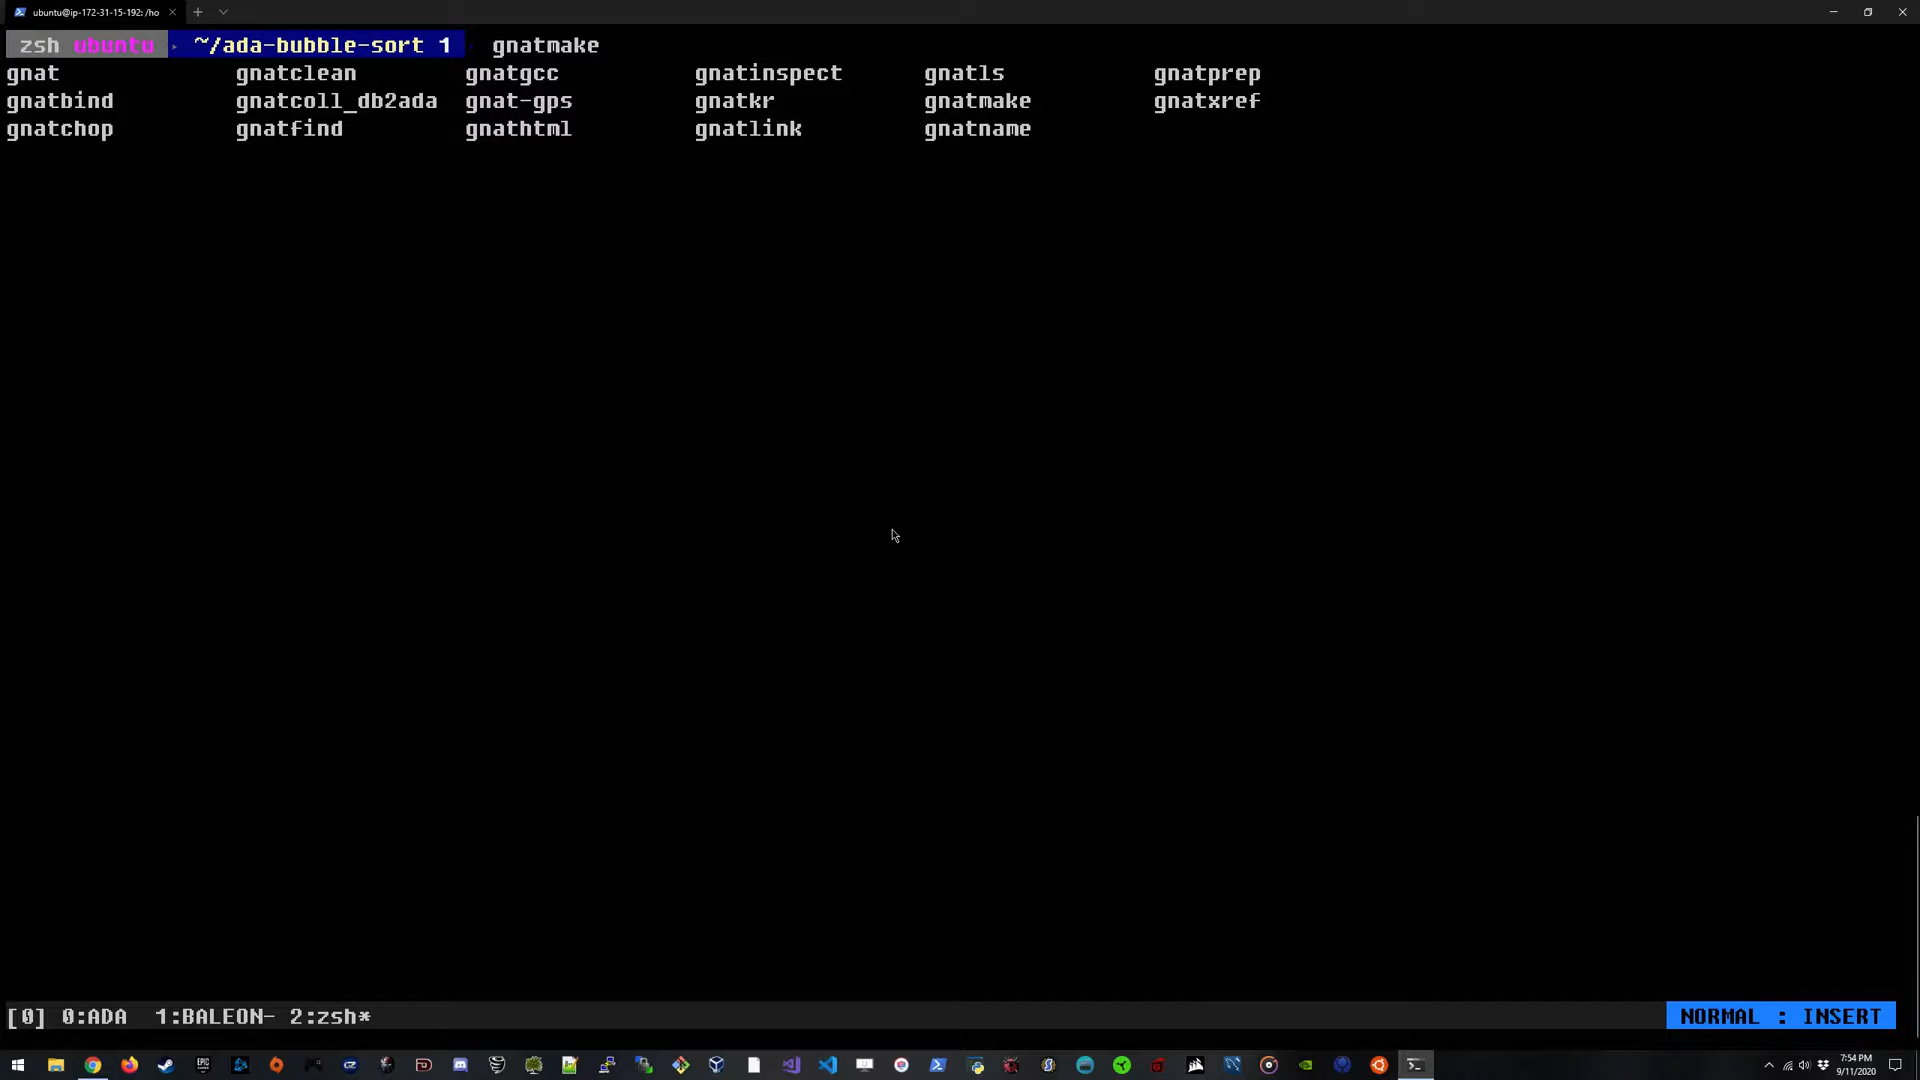 ubuntu@ip-172-31-15-192: /ho
zsh ubuntu ~/ada-bubble-sort 1 gnatmake
gnat gnatclean gnatgcc gnatinspect gnatls gnatprep
gnatbind gnatcoll_db2ada gnat-gps gnatkr gnatmake gnatxref
gnatchop gnatfind gnathtml gnatlink gnatname
[0] 0:ADA 1:BALEON- 2:zsh* NORMAL : INSERT
7:54 PM
9/11/2020